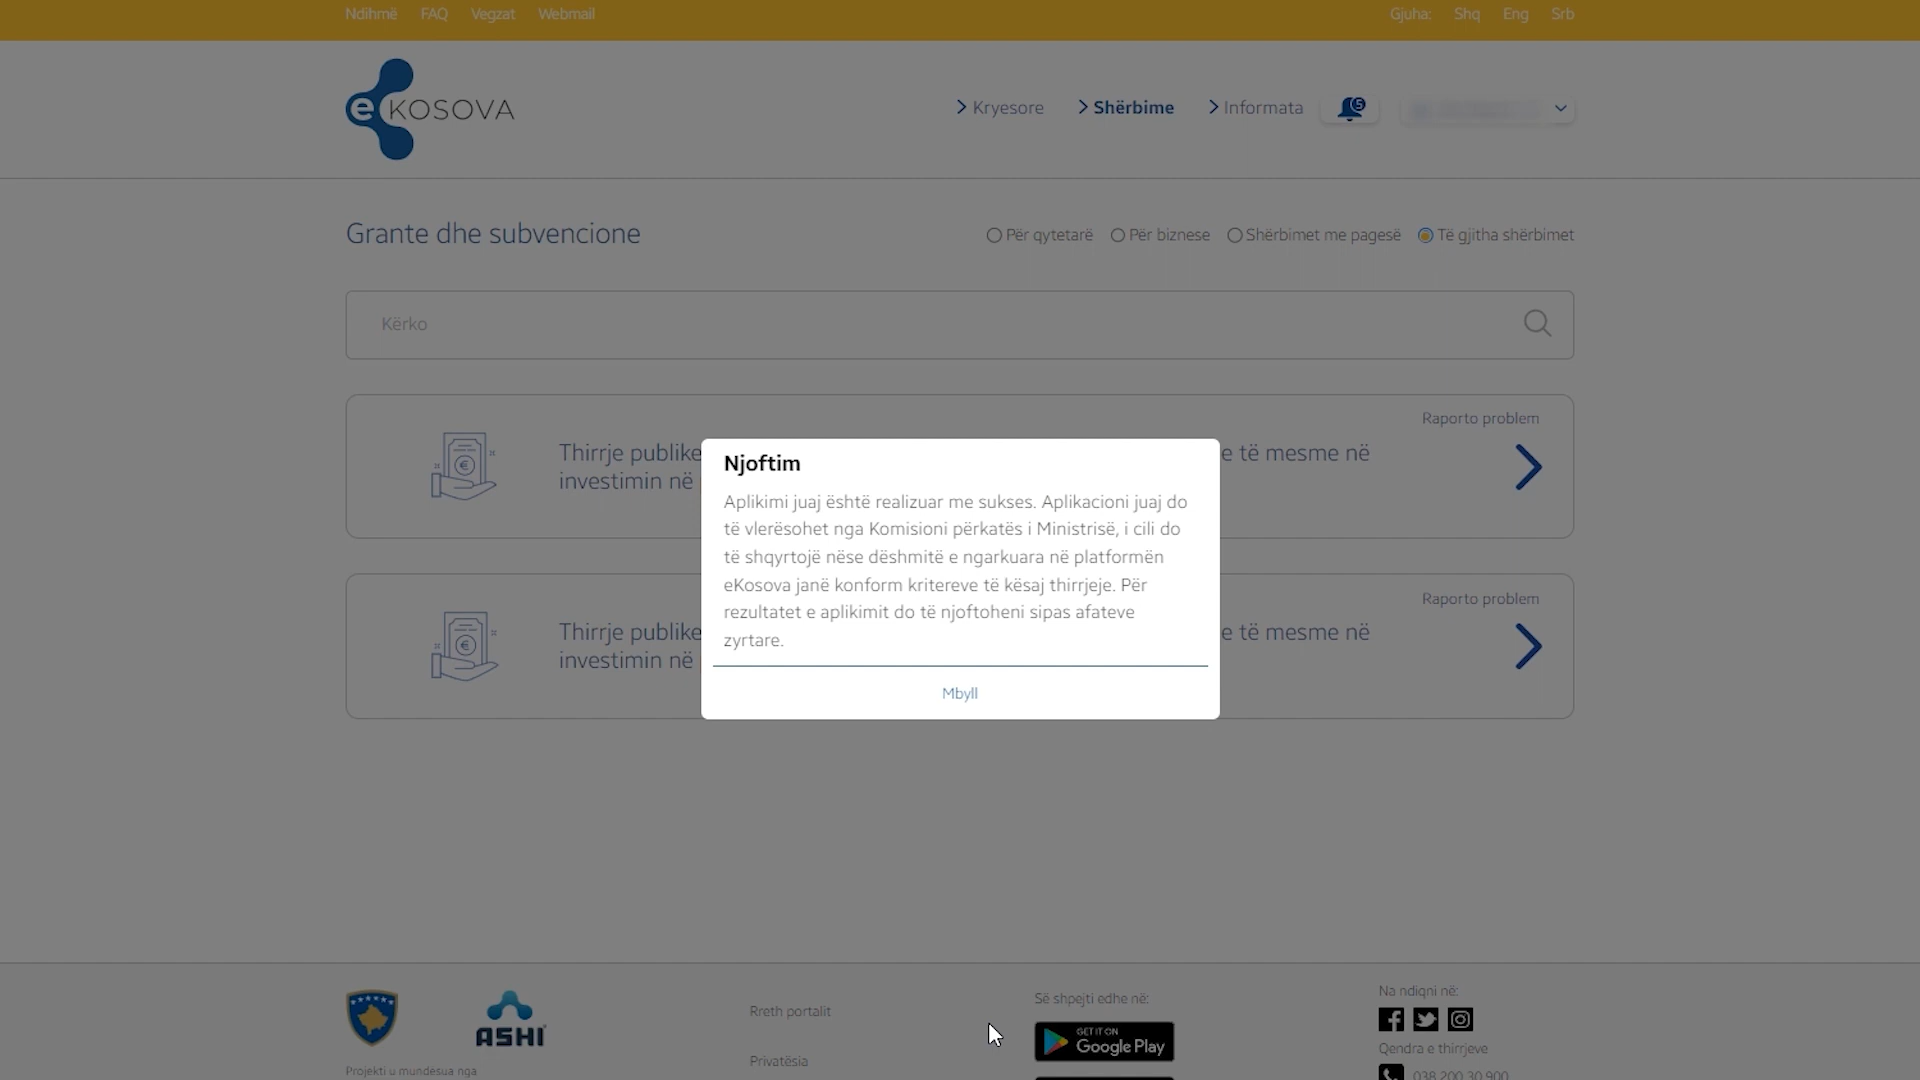 Ndihmë FAQ Vegzat Webmail Gjuha: Shq Eng Srb
eKOSOVA
Kryesore Shërbime Informata 5
Grante dhe subvencione
Për qytetarë Për biznese Shërbimet me pagesë Të gjitha shërbimet
Kërko
Raporto problem
Thirrje publike e të mesme në
investimin në
Njoftim
Aplikimi juaj është realizuar me sukses. Aplikacioni juaj do
të vlerësohet nga Komisioni përkatës i Ministrisë, i cili do
të shqyrtojë nëse dëshmitë e ngarkuara në platformën
eKosova janë konform kritereve të kësaj thirrjeje. Për
rezultatet e aplikimit do të njoftoheni sipas afateve
zyrtare.
Mbyll
Raporto problem
Thirrje publike e të mesme në
investimin në
ASHI
Projekti u mundësua nga
Rreth portalit
Privatësia
Së shpejti edhe në:
GET IT ON
Google Play
Na ndiqni në:
Qendra e thirrjeve
038 200 30 900